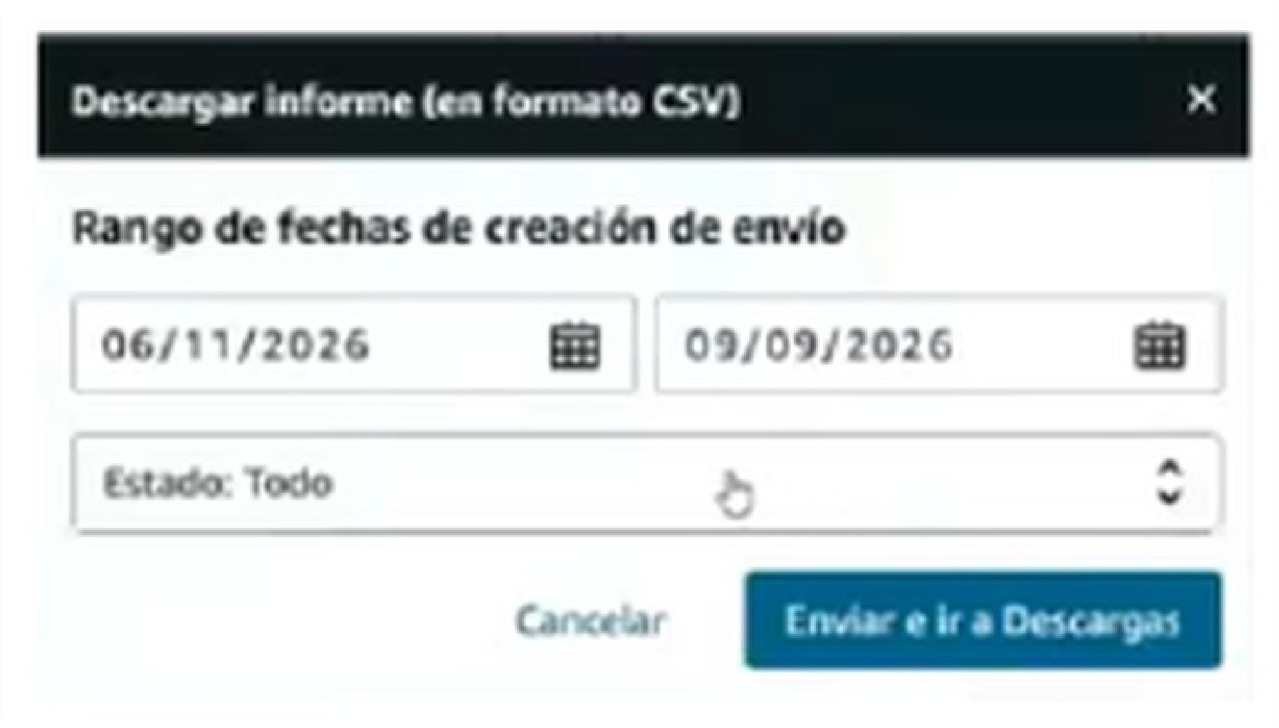 Descargar informe (en formato CSV)
Rango de fechas de creación de envío
06/11/2026 09/09/2026
Estado: Todo
Cancelar Enviar e ir a Descargas